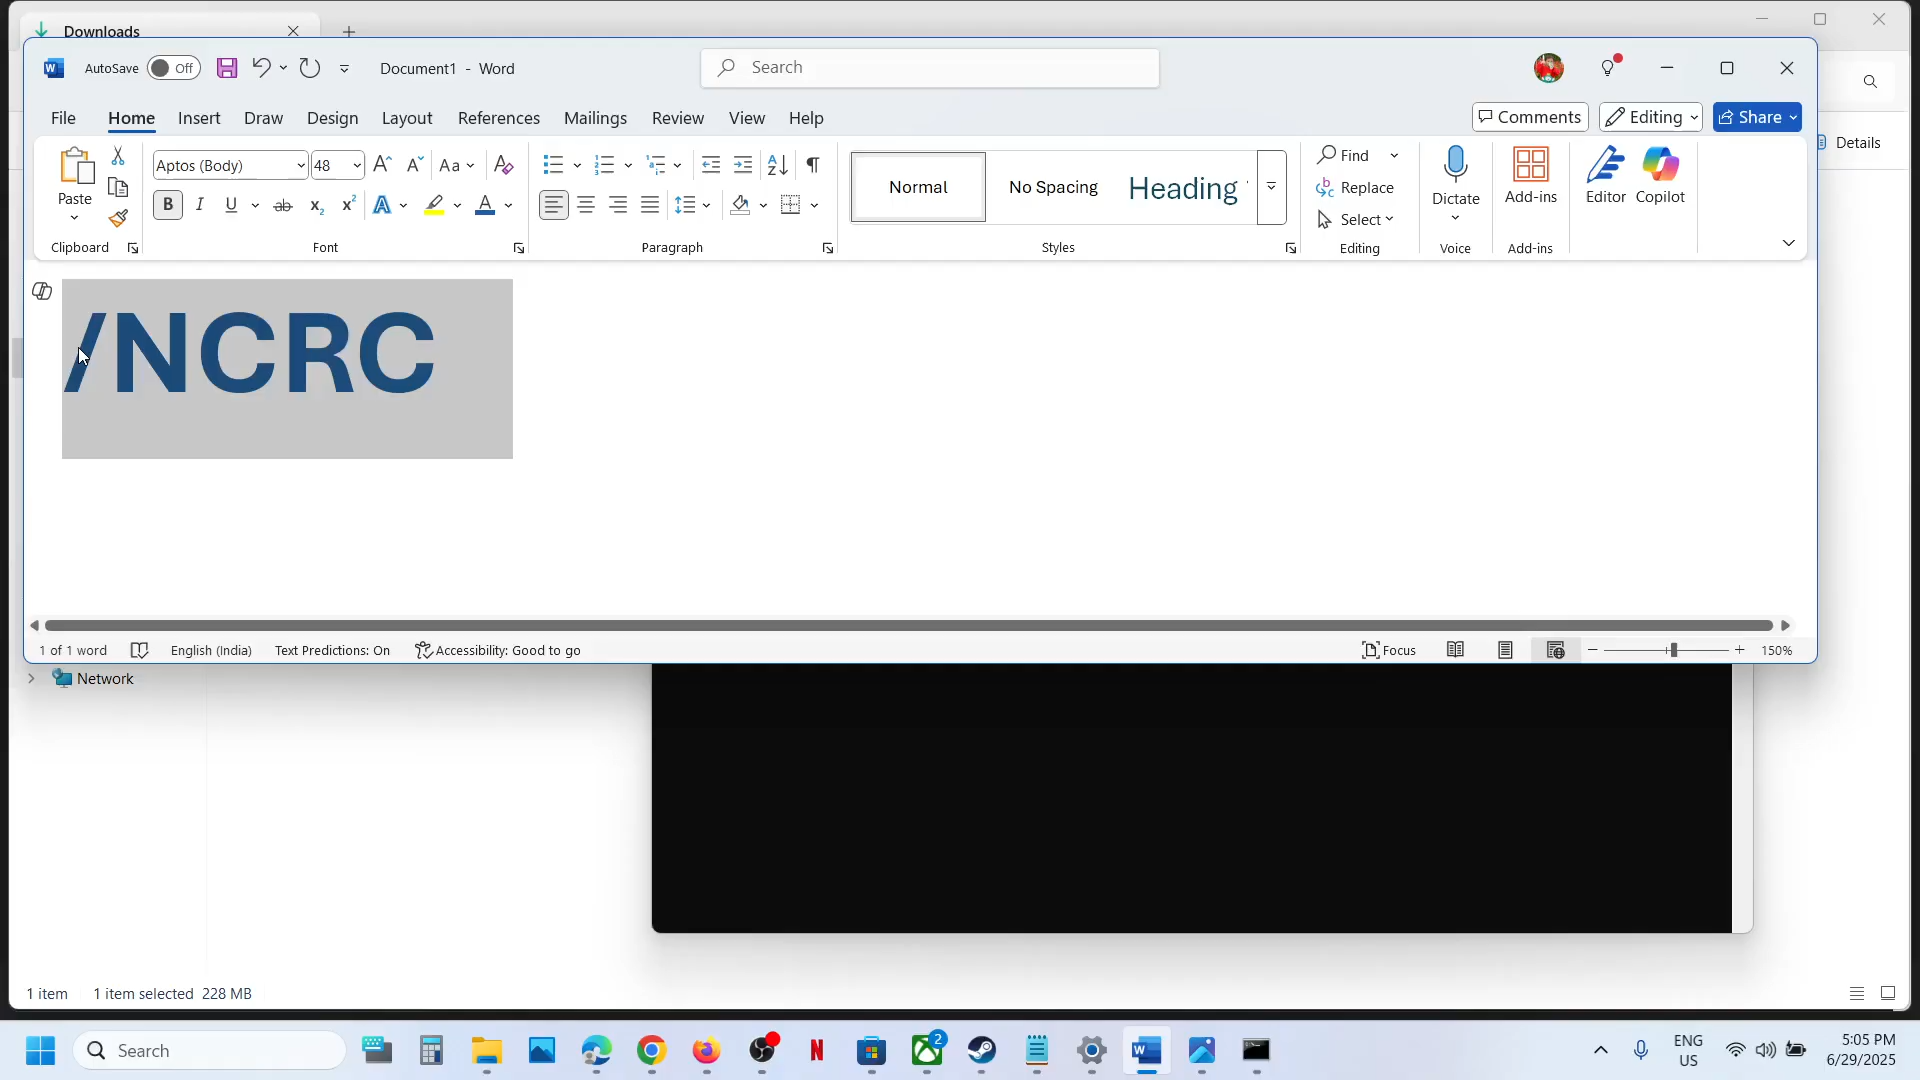 Downloads
AutoSave Off Document1 - Word Search
File Home Insert Draw Design Layout References Mailings Review View Help Comments Editing Share
Details
Paste Aptos (Body) 48 Aa Normal No Spacing Heading Find Replace Select Dictate Add-ins Editor Copilot
Clipboard Font Paragraph Styles Editing Voice Add-ins
/NCRC
1 of 1 word English (India) Text Predictions: On Accessibility: Good to go Focus 150%
Network
1 item 1 item selected 228 MB
Search 2 ENG 5:05 PM
US 6/29/2025